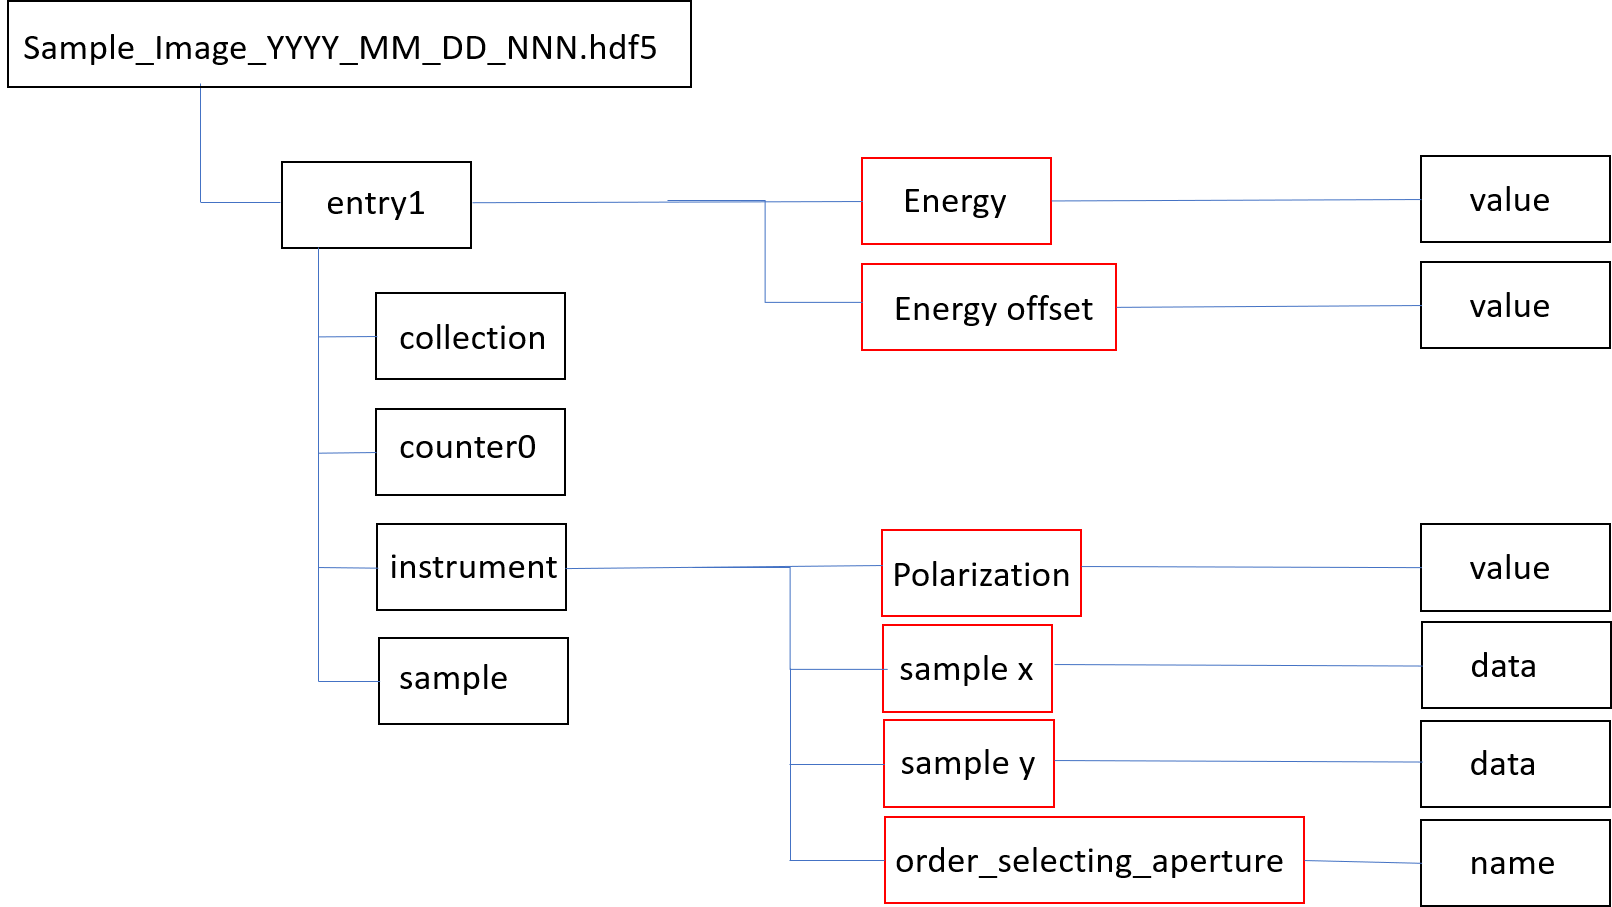 Sample_Image_YYYY_MM_DD_NNN.hdf5
entry1
Energy
value
Energy offset
value
collection
counter0
instrument
Polarization
value
sample
sample x
data
sample y
data
order_selecting_aperture
name